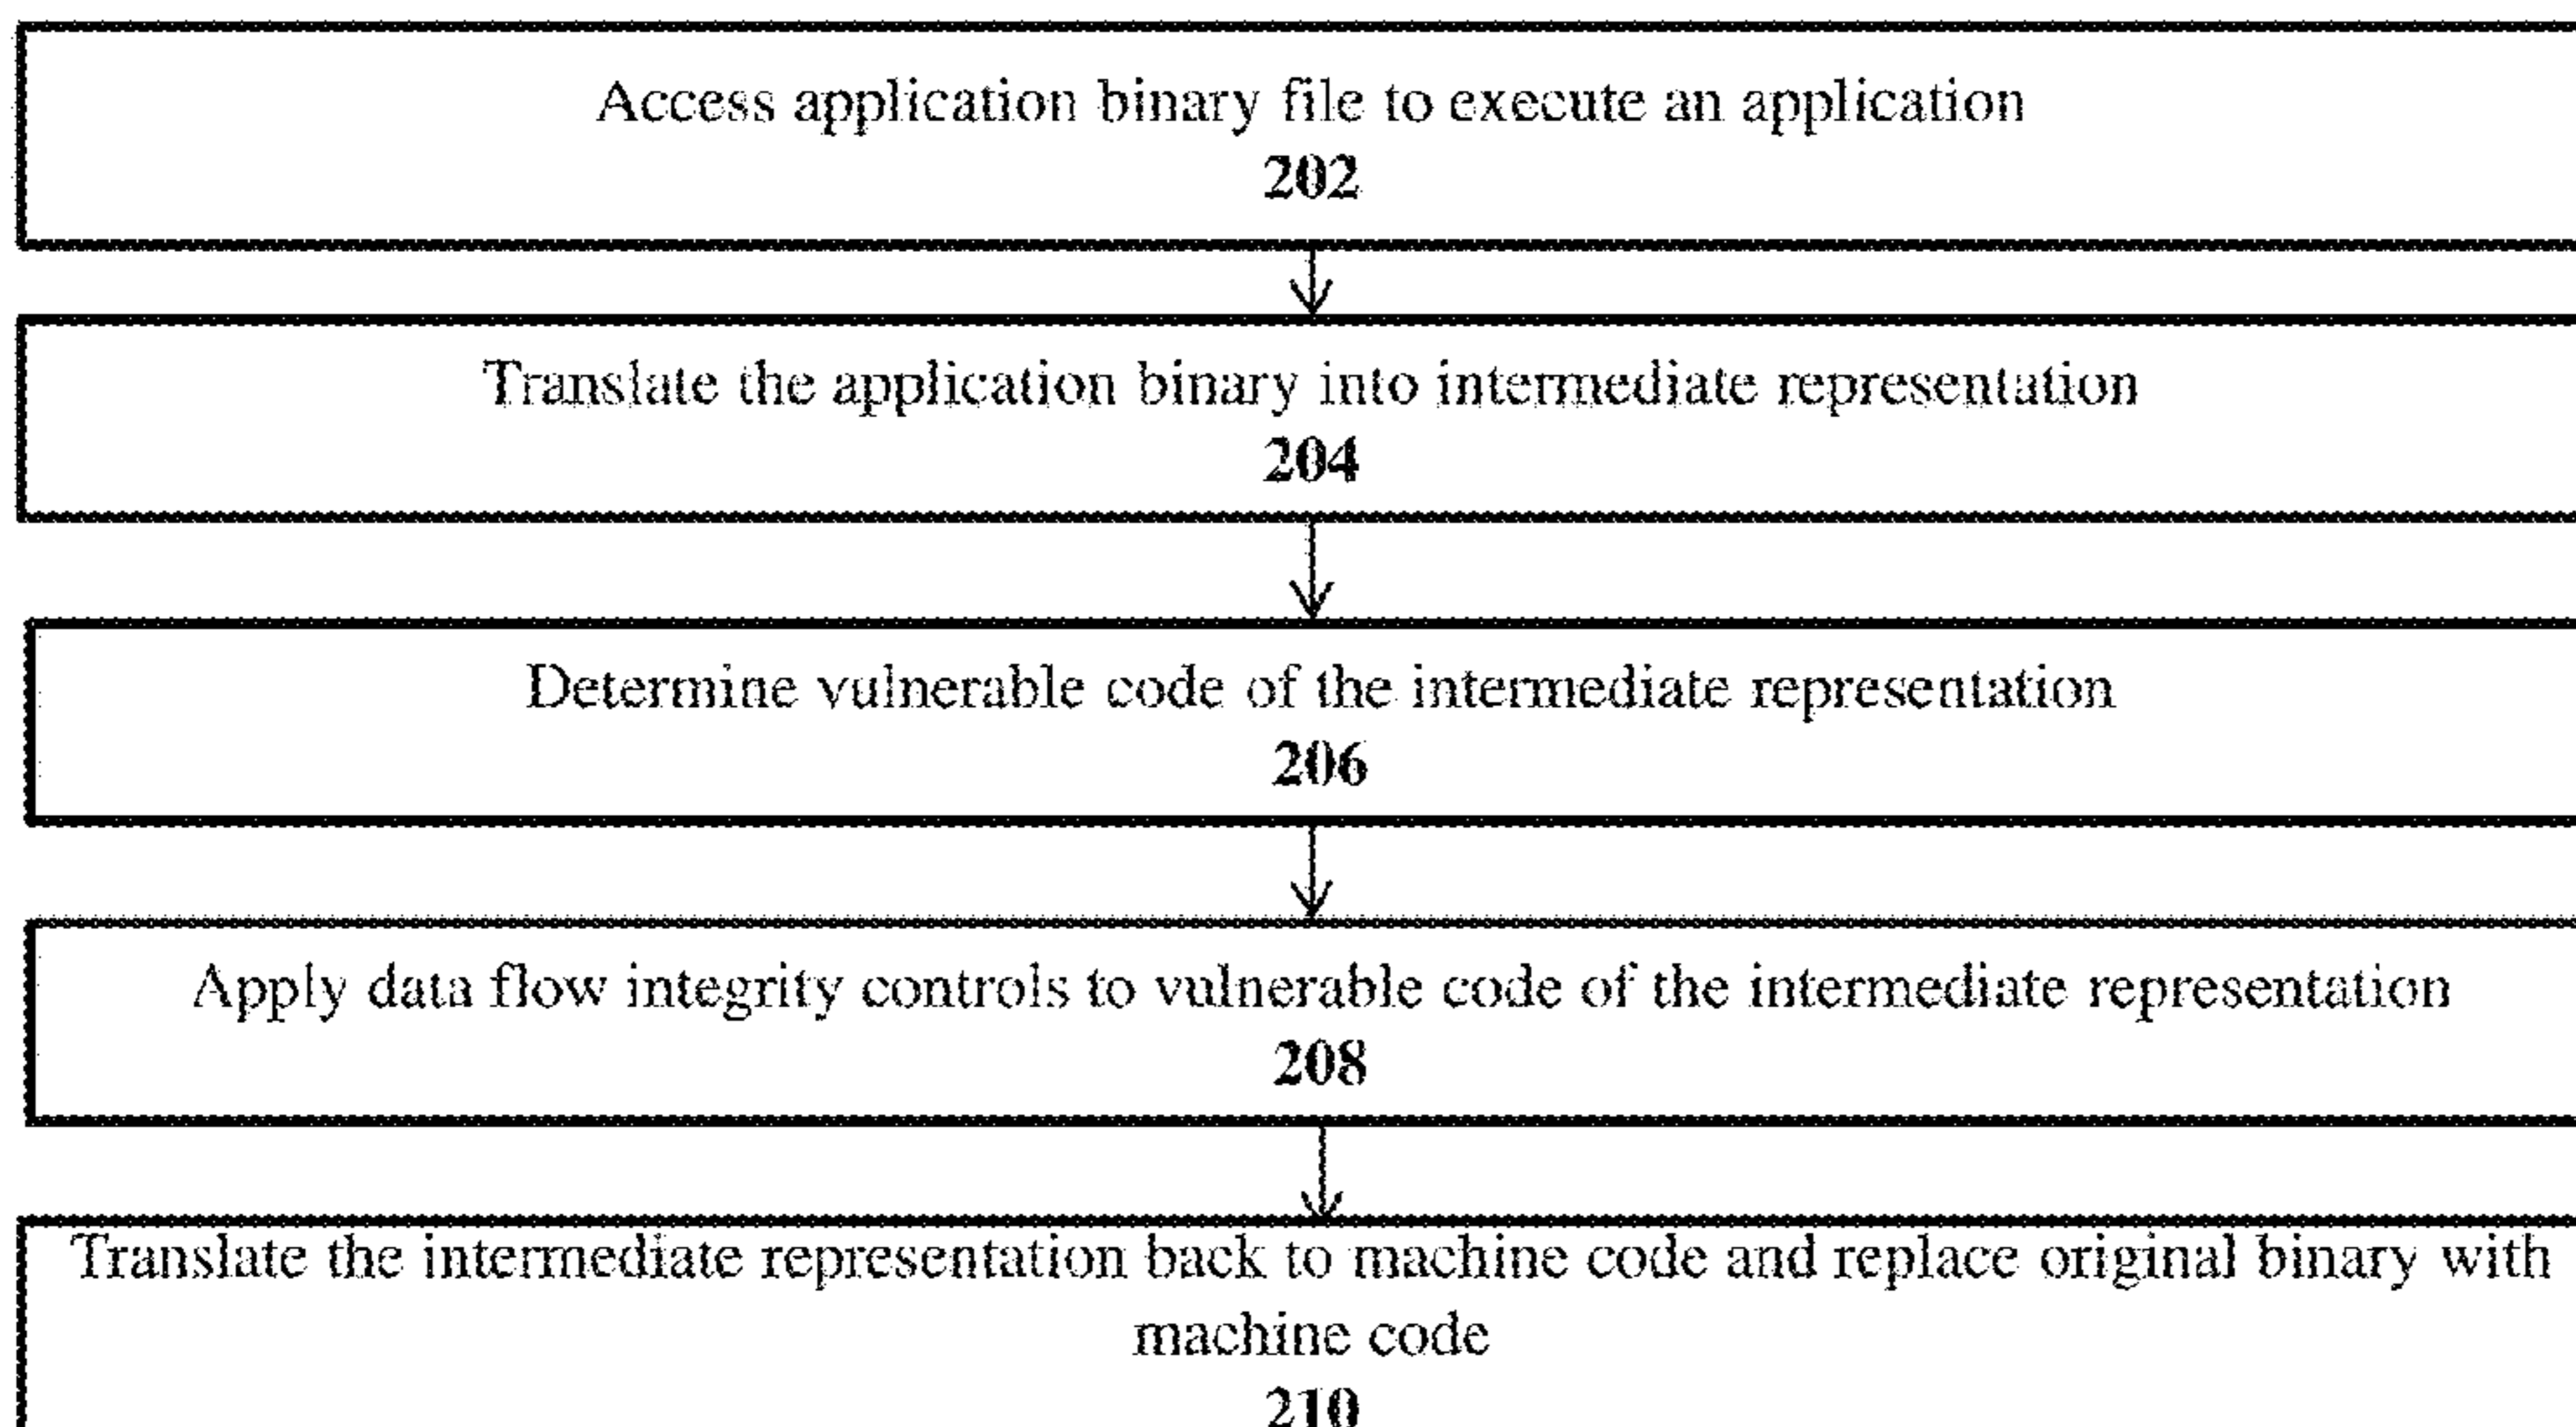 Access application binary file to execute an application
202
Translate the application binary into intermediate representation
204
Determine vulnerable code of the intermediate representation
206
Apply data flow integrity controls to vulnerable code of the intermediate representation
208
Translate the intermediate representation back to machine code and replace original binary with
machine code
210